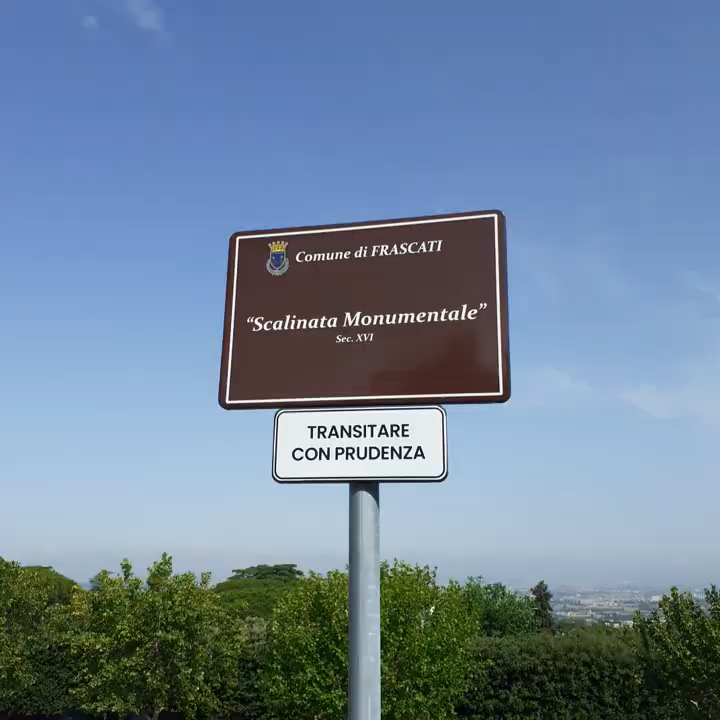 Comune di FRASCATI
“Scalinata Monumentale”
Sec. XVI
TRANSITARE
CON PRUDENZA